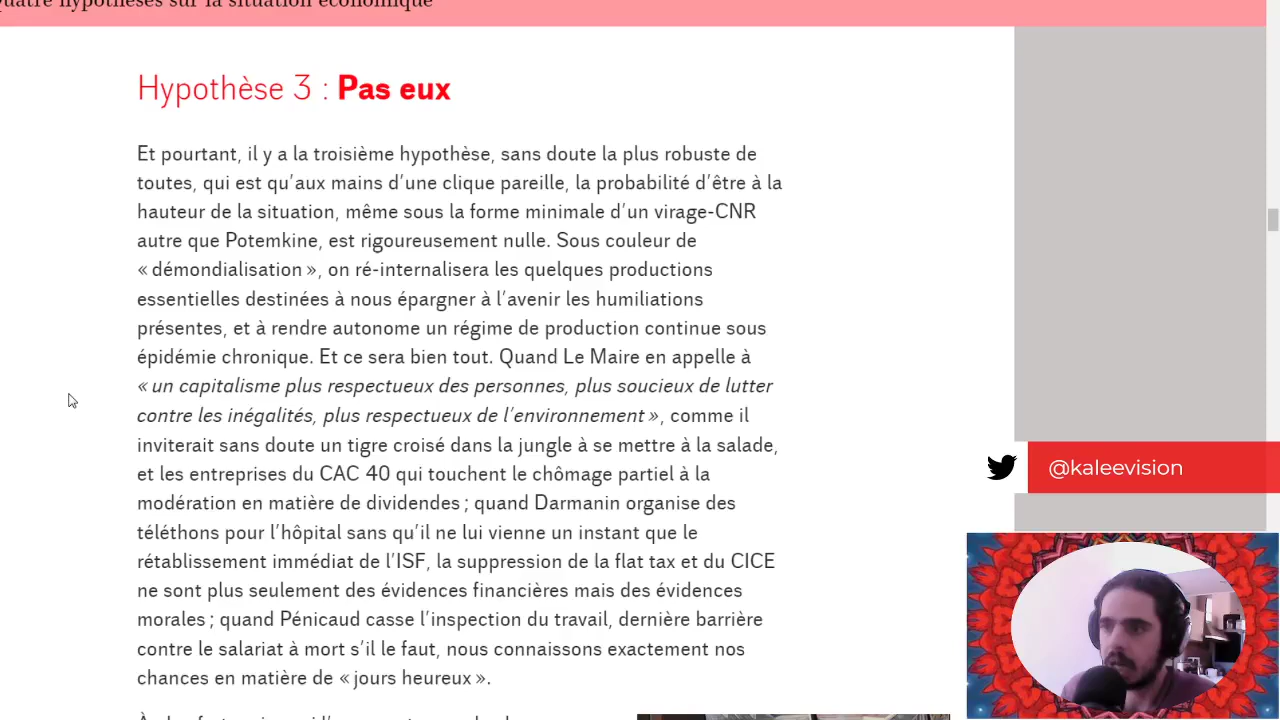 quatre hypothèses sur la situation économique
Hypothèse 3 : Pas eux
Et pourtant, il y a la troisième hypothèse, sans doute la plus robuste de
toutes, qui est qu’aux mains d’une clique pareille, la probabilité d’être à la
hauteur de la situation, même sous la forme minimale d’un virage-CNR
autre que Potemkine, est rigoureusement nulle. Sous couleur de
« démondialisation », on ré-internalisera les quelques productions
essentielles destinées à nous épargner à l’avenir les humiliations
présentes, et à rendre autonome un régime de production continue sous
épidémie chronique. Et ce sera bien tout. Quand Le Maire en appelle à
« un capitalisme plus respectueux des personnes, plus soucieux de lutter
contre les inégalités, plus respectueux de l’environnement », comme il
inviterait sans doute un tigre croisé dans la jungle à se mettre à la salade,
et les entreprises du CAC 40 qui touchent le chômage partiel à la
modération en matière de dividendes ; quand Darmanin organise des
téléthons pour l’hôpital sans qu’il ne lui vienne un instant que le
rétablissement immédiat de l’ISF, la suppression de la flat tax et du CICE
ne sont plus seulement des évidences financières mais des évidences
morales ; quand Pénicaud casse l’inspection du travail, dernière barrière
contre le salariat à mort s’il le faut, nous connaissons exactement nos
chances en matière de « jours heureux ».
@kaleevision